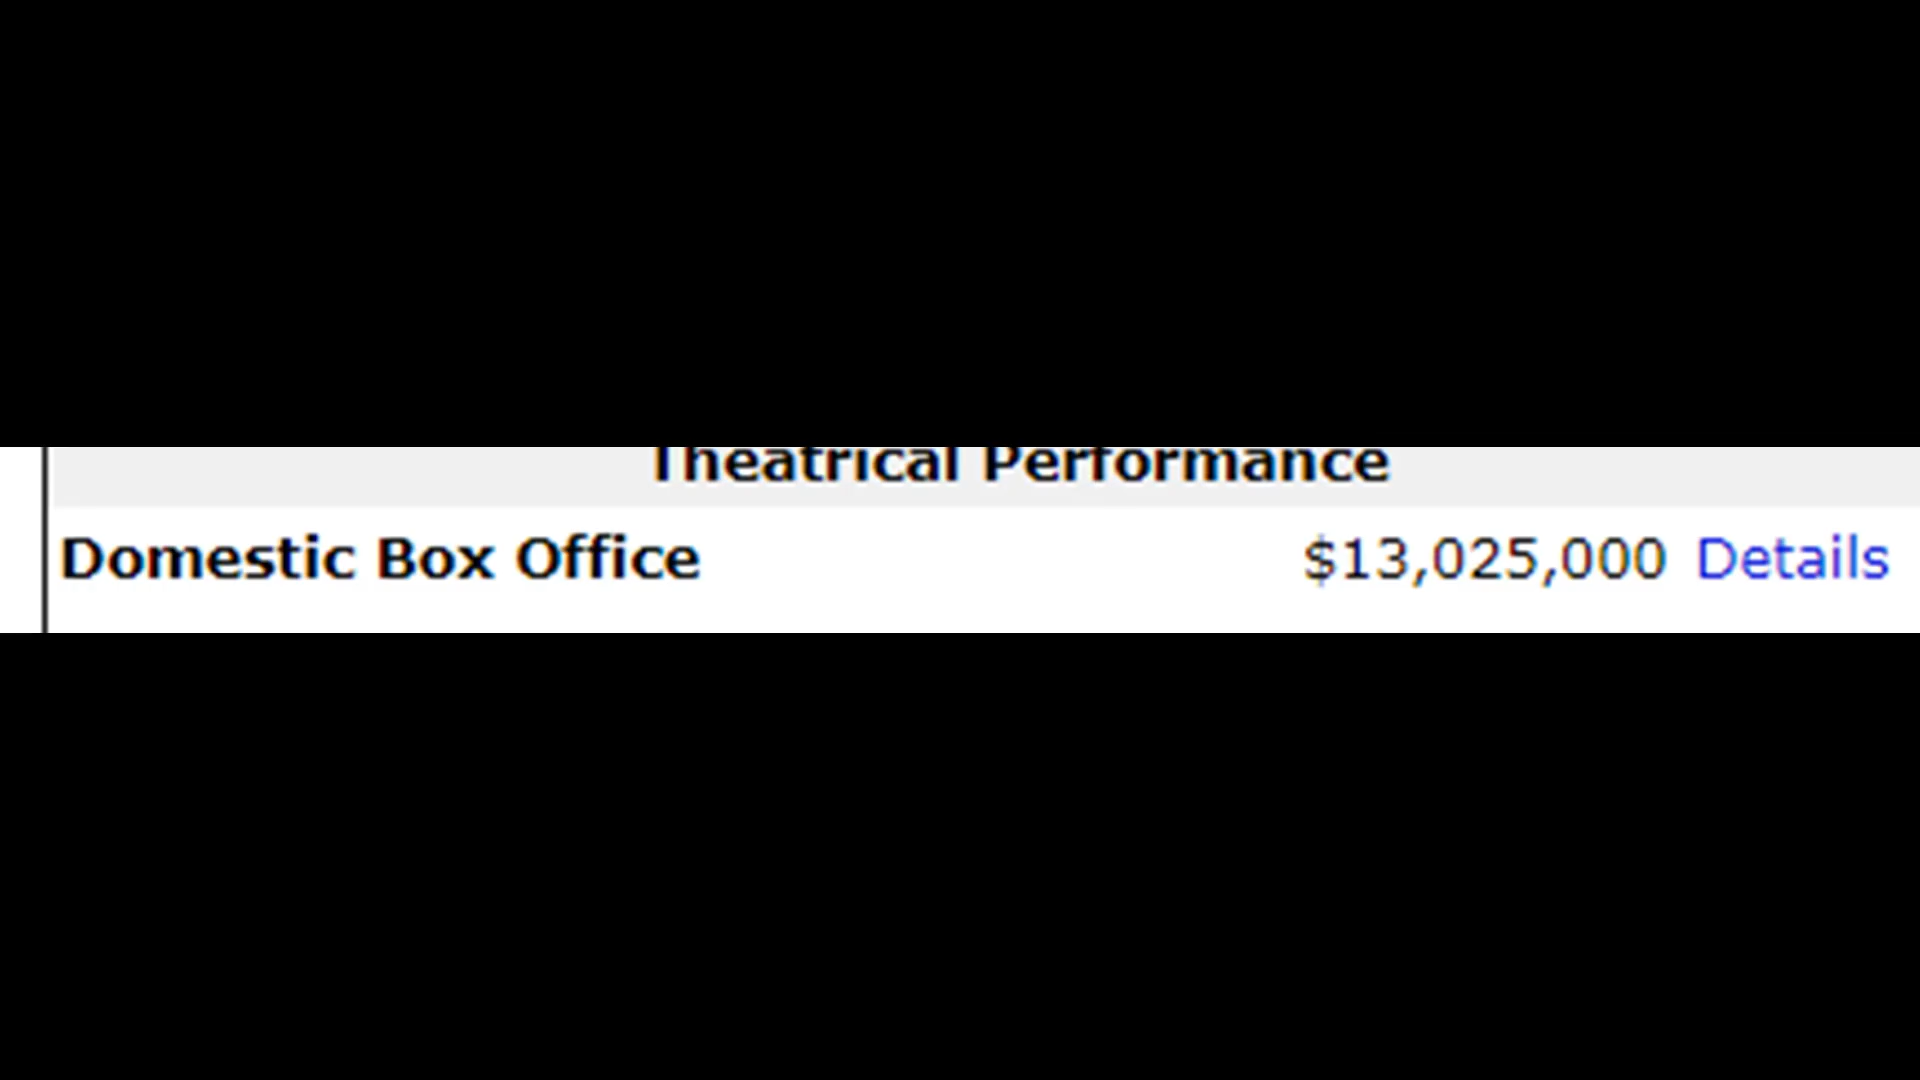 Theatrical Performance
Domestic Box Office $13,025,000 Details